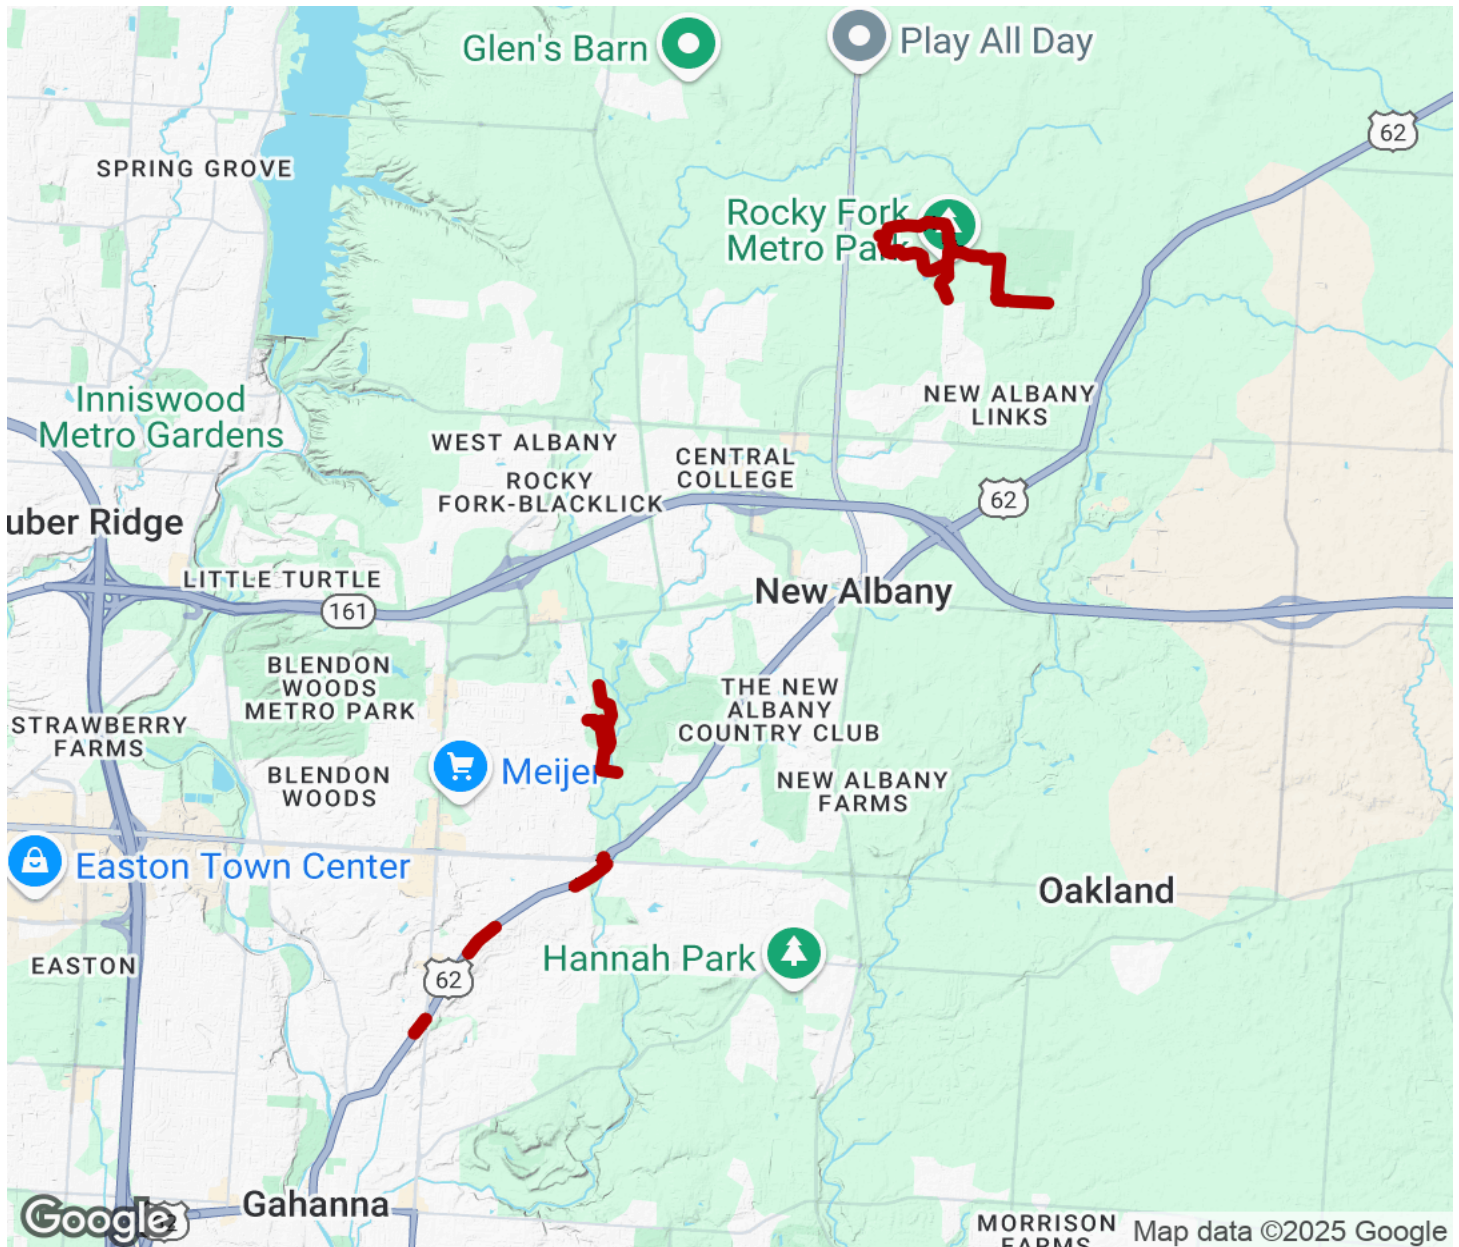 Glen's Barn
Play All Day
62
SPRING GROVE
Rocky Fork
Metro Park
NEW ALBANY
LINKS
Inniswood
Metro Gardens
WEST ALBANY
CENTRAL
COLLEGE
ROCKY
FORK-BLACKLICK
62
uber Ridge
LITTLE TURTLE
161
New Albany
BLENDON
WOODS
METRO PARK
THE NEW
ALBANY
COUNTRY CLUB
STRAWBERRY
FARMS
Meijer
BLENDON
WOODS
NEW ALBANY
FARMS
Easton Town Center
Oakland
EASTON
Hannah Park
62
Gahanna
Google
62
MORRISON
FARMS
Map data ©2025 Google